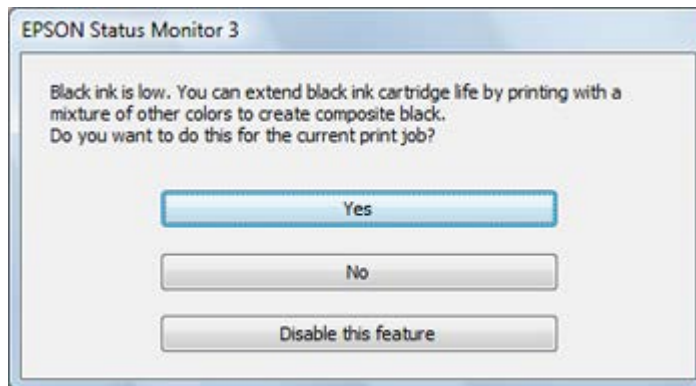 EPSON Status Monitor 3
Black ink is low. You can extend black ink cartridge life by printing with a
mixture of other colors to create composite black.
Do you want to do this for the current print job?
Yes
No
Disable this feature